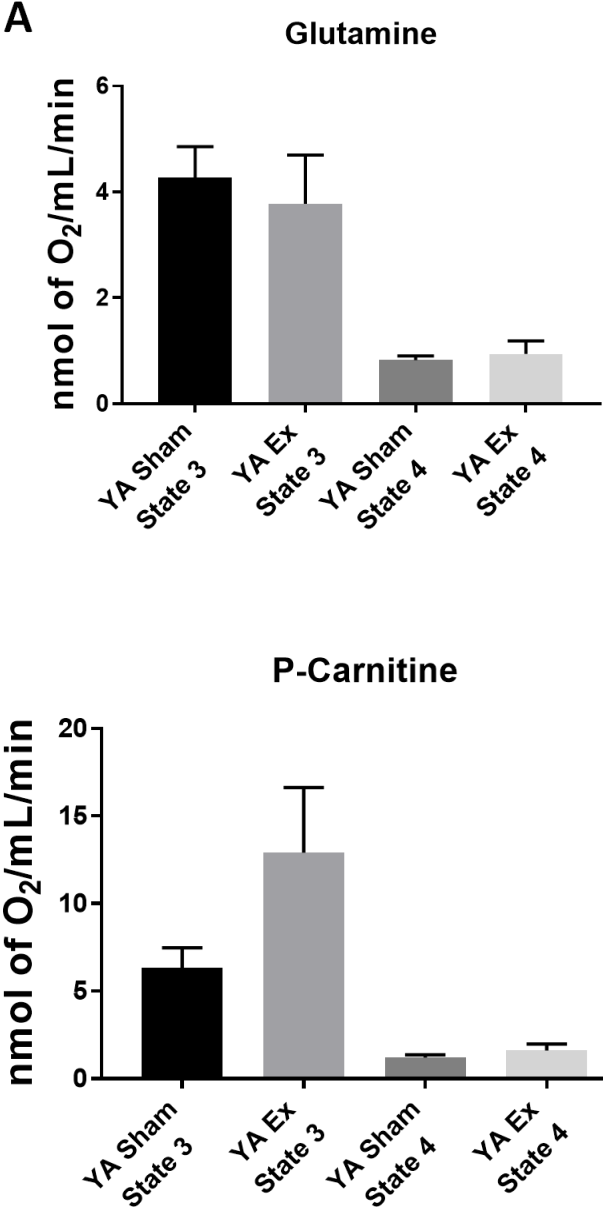 A
Glutamine
nmol of O₂/mL/min
6
4
2
0
YA Sham
State 3
YA Ex
State 3
YA Sham
State 4
YA Ex
State 4
P-Carnitine
nmol of O₂/mL/min
20
15
10
5
0
YA Sham
State 3
YA Ex
State 3
YA Sham
State 4
YA Ex
State 4